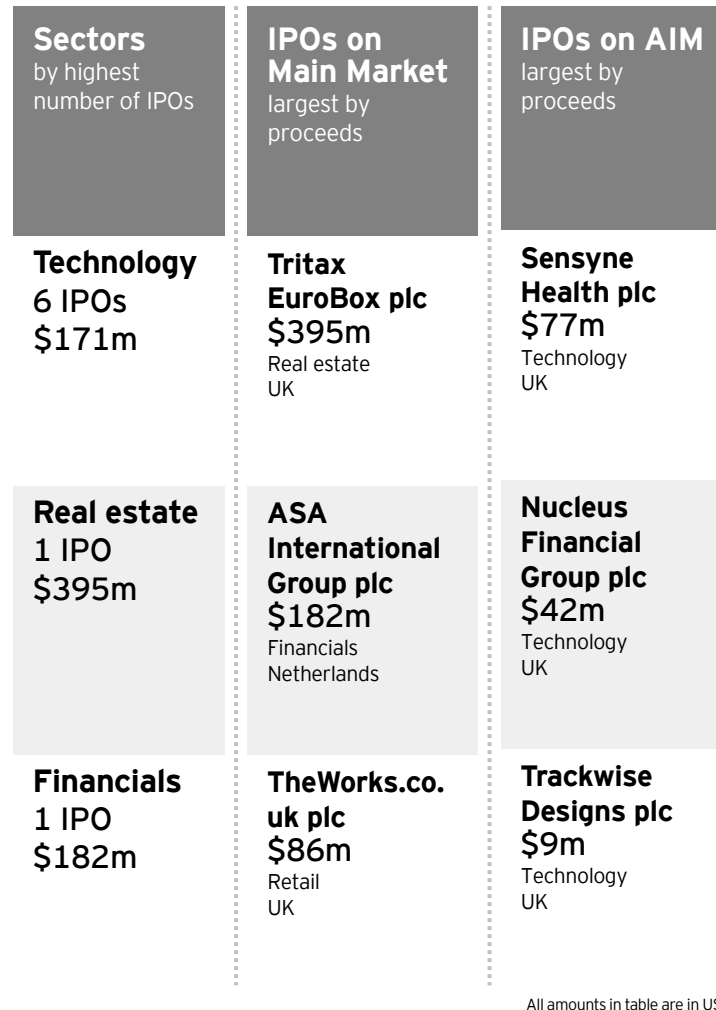 Sectors
by highest
number of IPOs
Technology
6 IPOs
$171m
Real estate
1 IPO
$395m
Financials
1 IPO
$182m
IPOs on
Main Market
largest by
proceeds
Tritax
EuroBox plc
$395m
Real estate
UK
ASA
International
Group plc
$182m
Financials
Netherlands
TheWorks.co.
uk plc
$86m
Retail
UK
IPOs on AIM
largest by
proceeds
Sensyne
Health plc
$77m
Technology
UK
Nucleus
Financial
Group plc
$42m
Technology
UK
Trackwise
Designs plc
$9m
Technology
UK
All amounts in table are in US